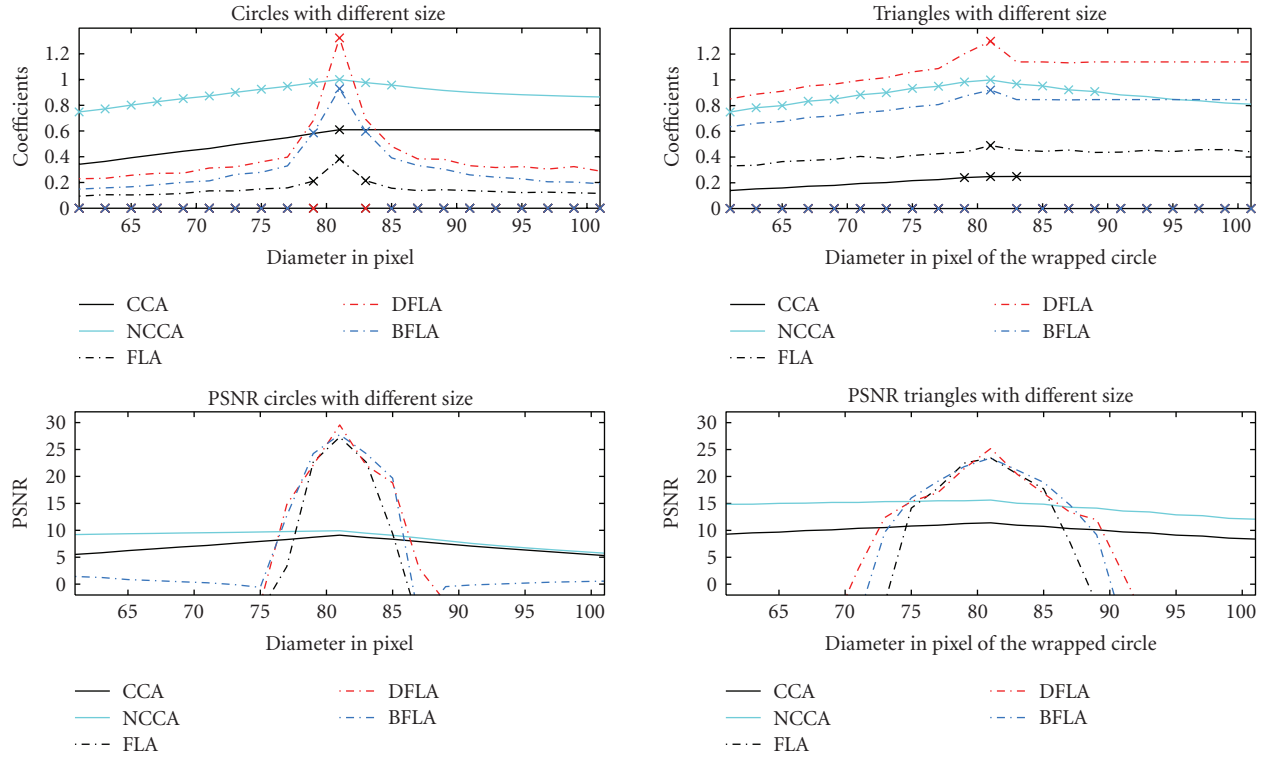 Circles with different size
Coefficients
1.2
1
0.8
0.6
0.4
0.2
0
65 70 75 80 85 90 95 100
Diameter in pixel
CCA
NCCA
FLA
DFLA
BFLA
Triangles with different size
Coefficients
1.2
1
0.8
0.6
0.4
0.2
0
65 70 75 80 85 90 95 100
Diameter in pixel of the wrapped circle
CCA
NCCA
FLA
DFLA
BFLA
PSNR circles with different size
PSNR
30
25
20
15
10
5
0
65 70 75 80 85 90 95 100
Diameter in pixel
CCA
NCCA
FLA
DFLA
BFLA
PSNR triangles with different size
PSNR
30
25
20
15
10
5
0
65 70 75 80 85 90 95 100
Diameter in pixel of the wrapped circle
CCA
NCCA
FLA
DFLA
BFLA